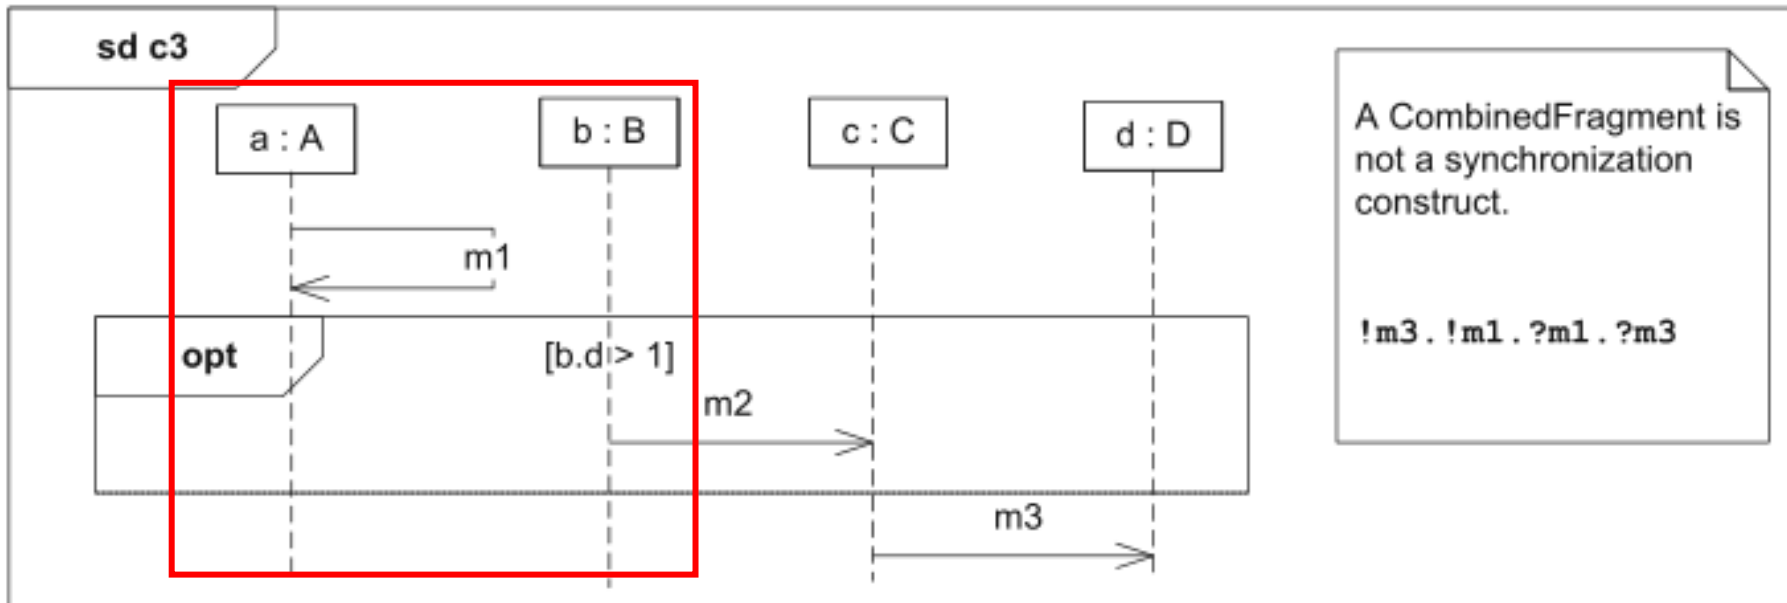 sd c3
a : A
b : B
c : C
d : D
m1
opt
[b.d > 1]
m2
m3
A CombinedFragment is
not a synchronization
construct.
!m3.!m1.?m1.?m3